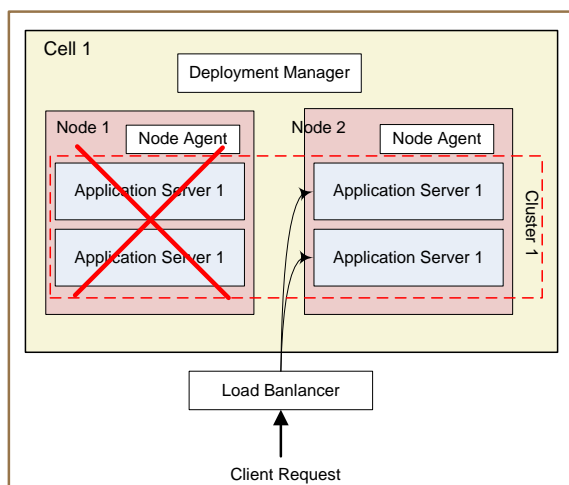 Cell 1
Deployment Manager
Node 1
Node Agent
Application Server 1
Application Server 1
Node 2
Node Agent
Application Server 1
Application Server 1
Cluster 1
Load Banlancer
Client Request